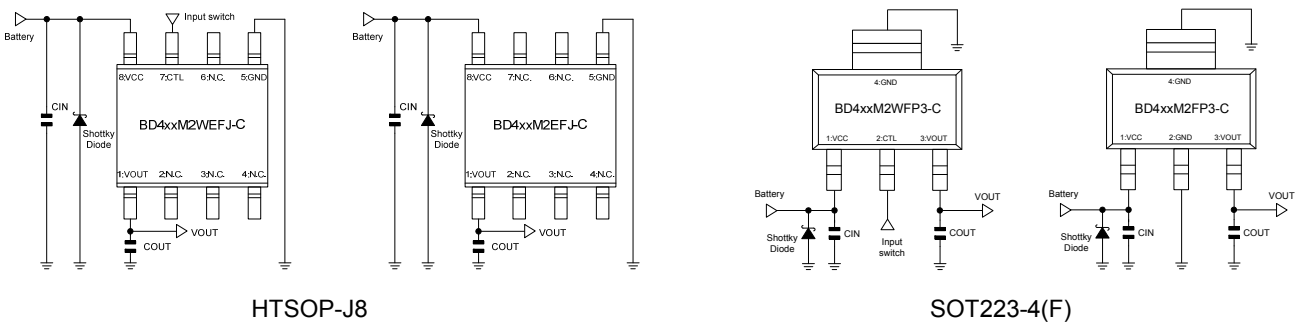 Input switch
Battery
8:VCC 7:CTL 6:N.C. 5:GND
CIN
Shottky
Diode
BD4xxM2WEFJ-C
1:VOUT 2:N.C. 3:N.C. 4:N.C.
VOUT
COUT
Battery
8:VCC 7:N.C. 6:N.C. 5:GND
CIN
Shottky
Diode
BD4xxM2EFJ-C
1:VOUT 2:N.C. 3:N.C. 4:N.C.
VOUT
COUT
HTSOP-J8
4:GND
BD4xxM2WFP3-C
1:VCC 2:CTL 3:VOUT
Battery
VOUT
Shottky
Diode
CIN
Input
switch
COUT
4:GND
BD4xxM2FP3-C
1:VCC 2:GND 3:VOUT
Battery
VOUT
Shottky
Diode
CIN
COUT
SOT223-4(F)